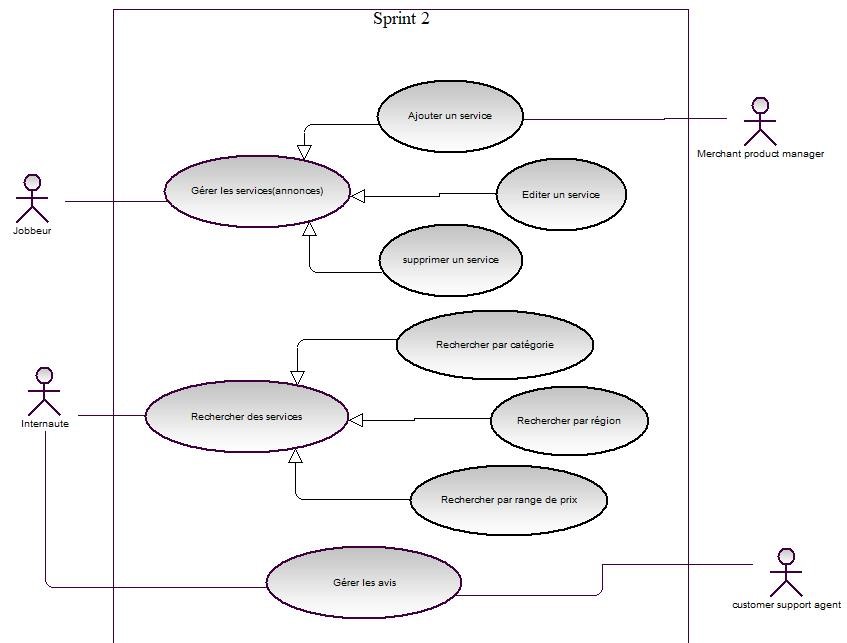 Sprint 2
Ajouter un service
Merchant product manager
Gérer les services(annonces)
Editer un service
Jobbeur
supprimer un service
Rechercher par catégorie
Rechercher des services
Rechercher par région
Internaute
Rechercher par range de prix
Gérer les avis
customer support agent